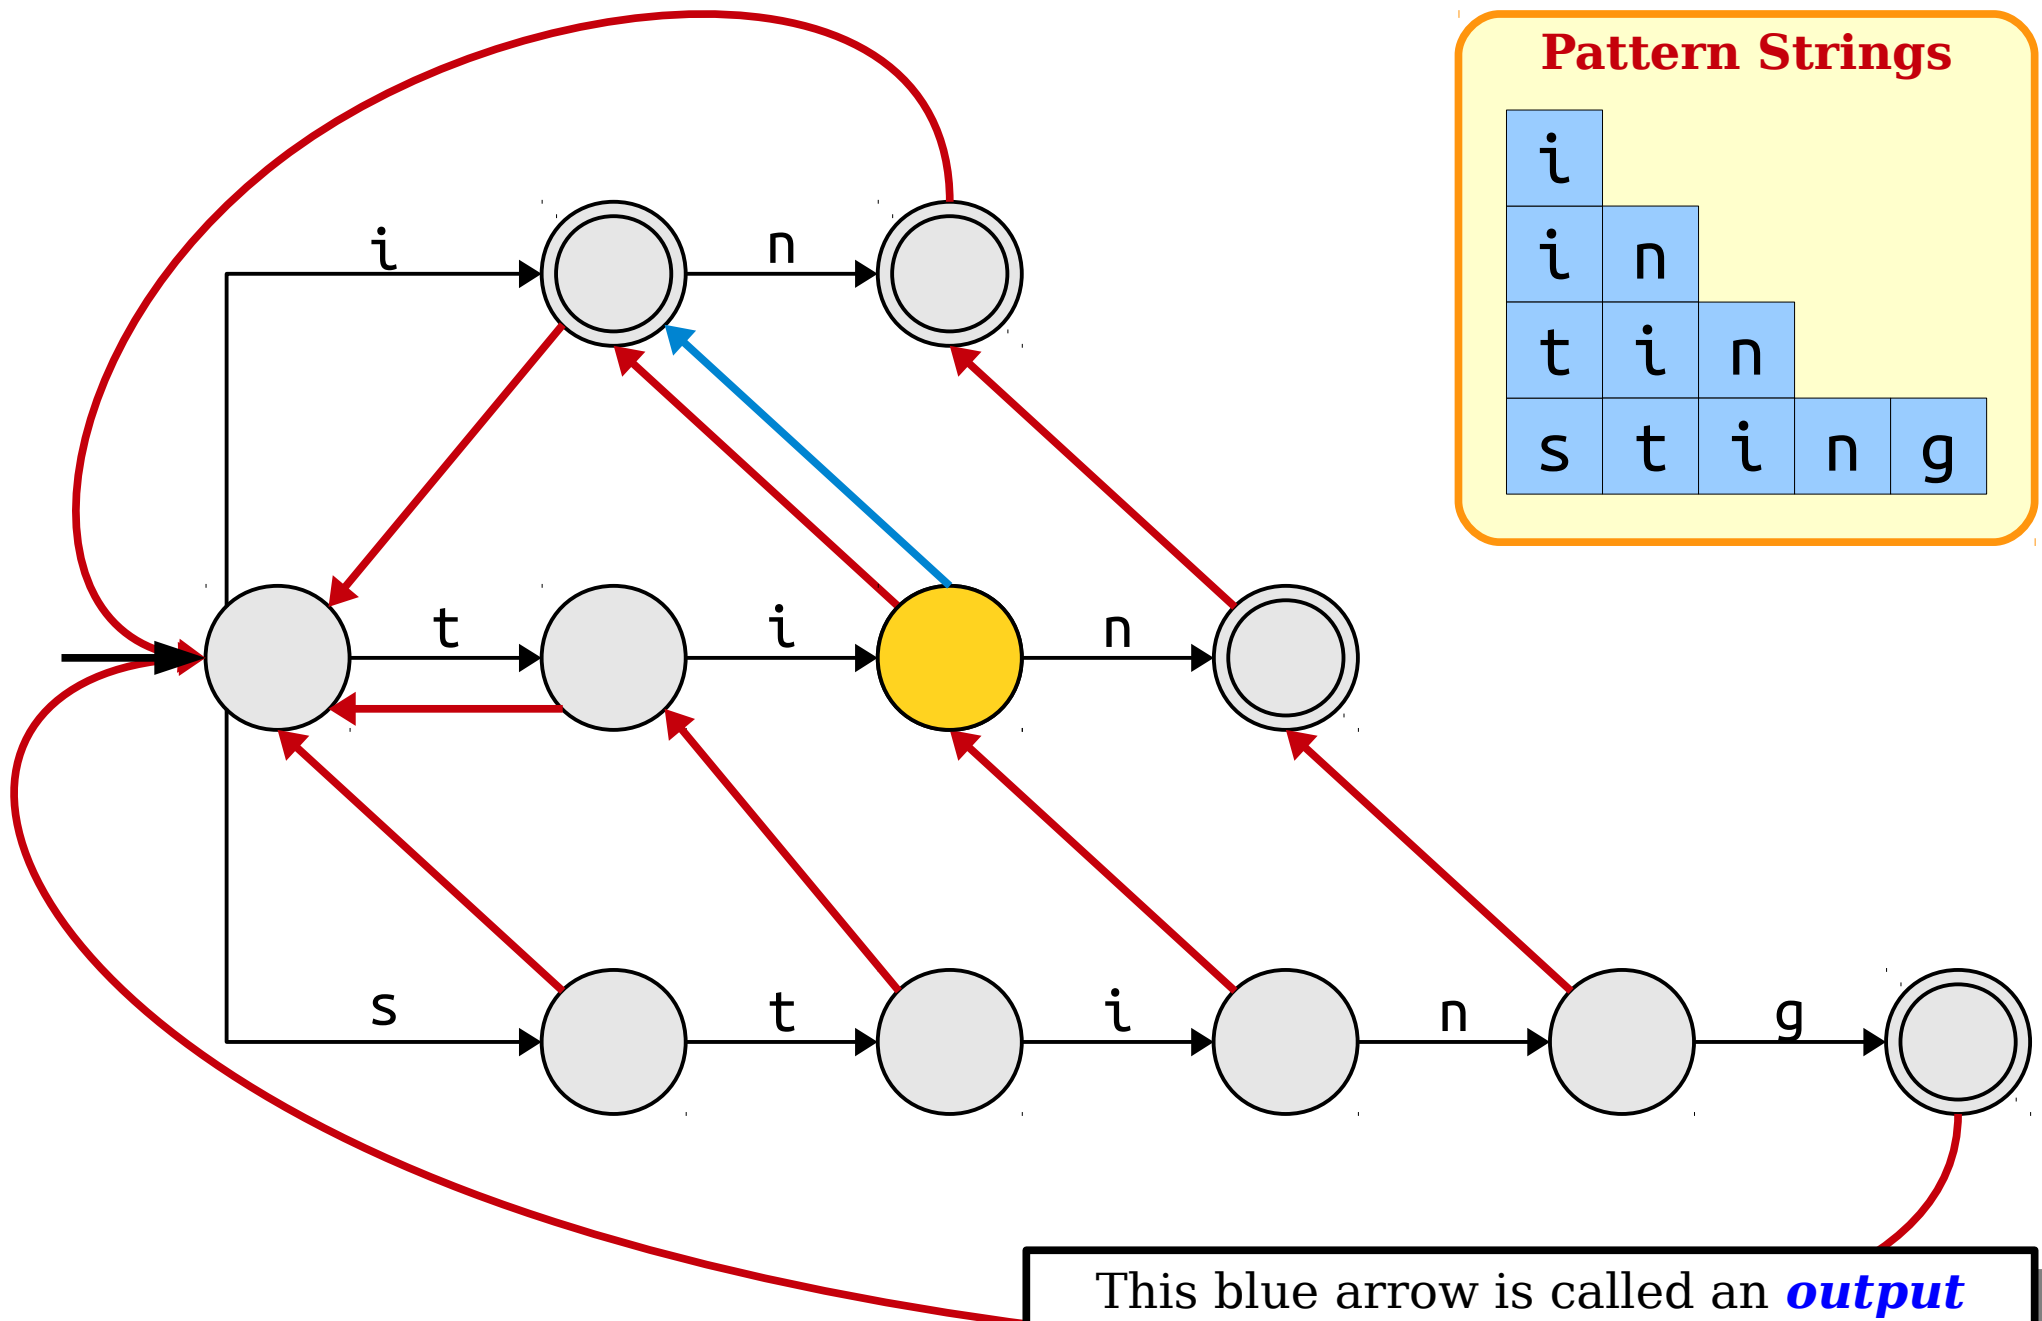 Pattern Strings
i
i n
t i n
s t i n g
i n
t i n
s t i n g
This blue arrow is called an output